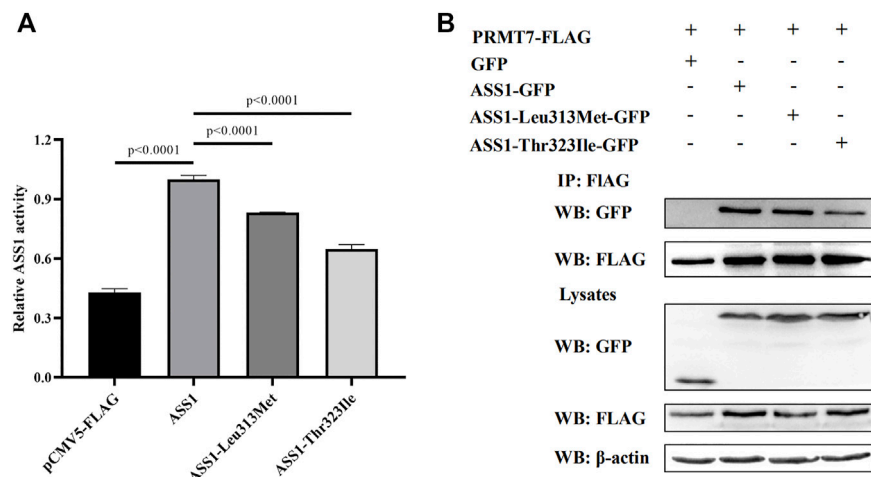 A
p<0.0001
p<0.0001
p<0.0001
Relative ASS1 activity
1.2
0.9
0.6
0.3
0.0
pCMV5-FLAG
ASS1
ASS1-Leu313Met
ASS1-Thr323Ile
B
PRMT7-FLAG + + + +
GFP + - - -
ASS1-GFP - + - -
ASS1-Leu313Met-GFP - - + -
ASS1-Thr323Ile-GFP - - - +
IP: FlAG
WB: GFP
WB: FLAG
Lysates
WB: GFP
WB: FLAG
WB: β-actin